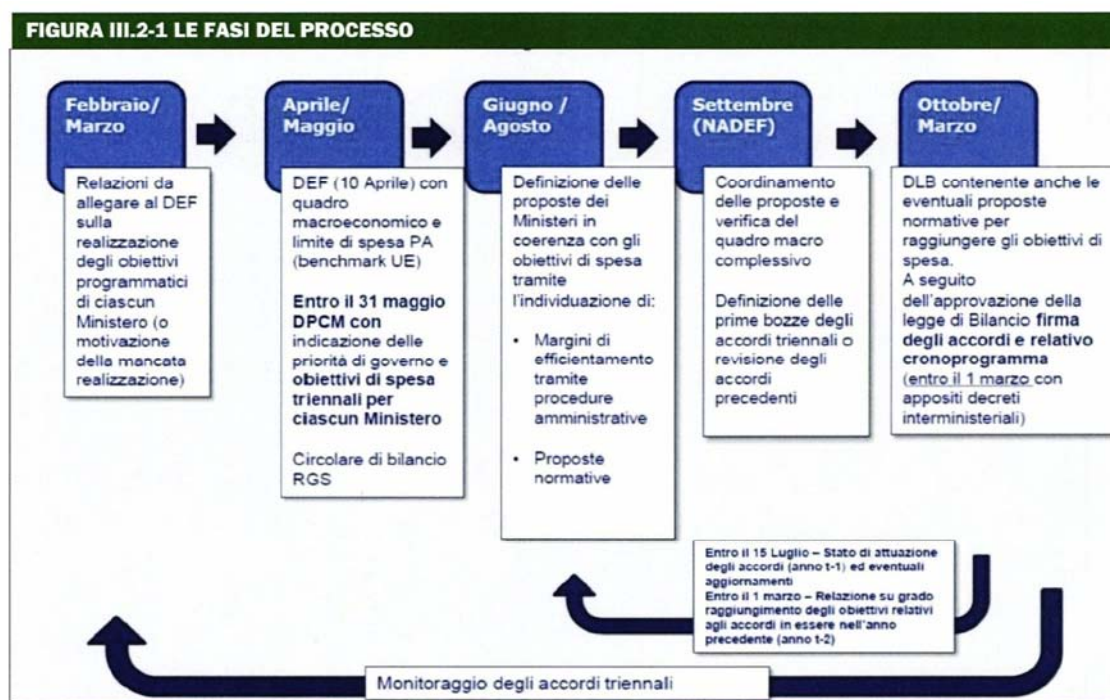 FIGURA III.2-1 LE FASI DEL PROCESSO
Febbraio/
Marzo
Relazioni da
allegare al DEF
sulla
realizzazione
degli obiettivi
programmatici
di ciascun
Ministero (o
motivazione
della mancata
realizzazione)
Aprile/
Maggio
DEF (10 Aprile) con
quadro
macroeconomico e
limite di spesa PA
(benchmark UE)
Entro il 31 maggio
DPCM con
indicazione delle
priorità di governo e
obiettivi di spesa
triennali per
ciascun Ministero
Circolare di bilancio
RGS
Giugno /
Agosto
Definizione delle
proposte dei
Ministeri in
coerenza con gli
obiettivi di spesa
tramite
l'individuazione di:
• Margini di
efficientamento
tramite
procedure
amministrative
• Proposte
normative
Settembre
(NADEF)
Coordinamento
delle proposte e
verifica del
quadro macro
complessivo
Definizione delle
prime bozze degli
accordi triennali o
revisione degli
accordi
precedenti
Ottobre/
Marzo
DLB contenente anche le
eventuali proposte
normative per
raggiungere gli obiettivi di
spesa.
A seguito
dell'approvazione della
legge di Bilancio firma
degli accordi e relativo
cronoprogramma
(entro il 1 marzo con
appositi decreti
interministeriali)
Entro il 15 Luglio – Stato di attuazione
degli accordi (anno t-1) ed eventuali
aggiornamenti
Entro il 1 marzo – Relazione su grado
raggiungimento degli obiettivi relativi
agli accordi in essere nell'anno
precedente (anno t-2)
Monitoraggio degli accordi triennali